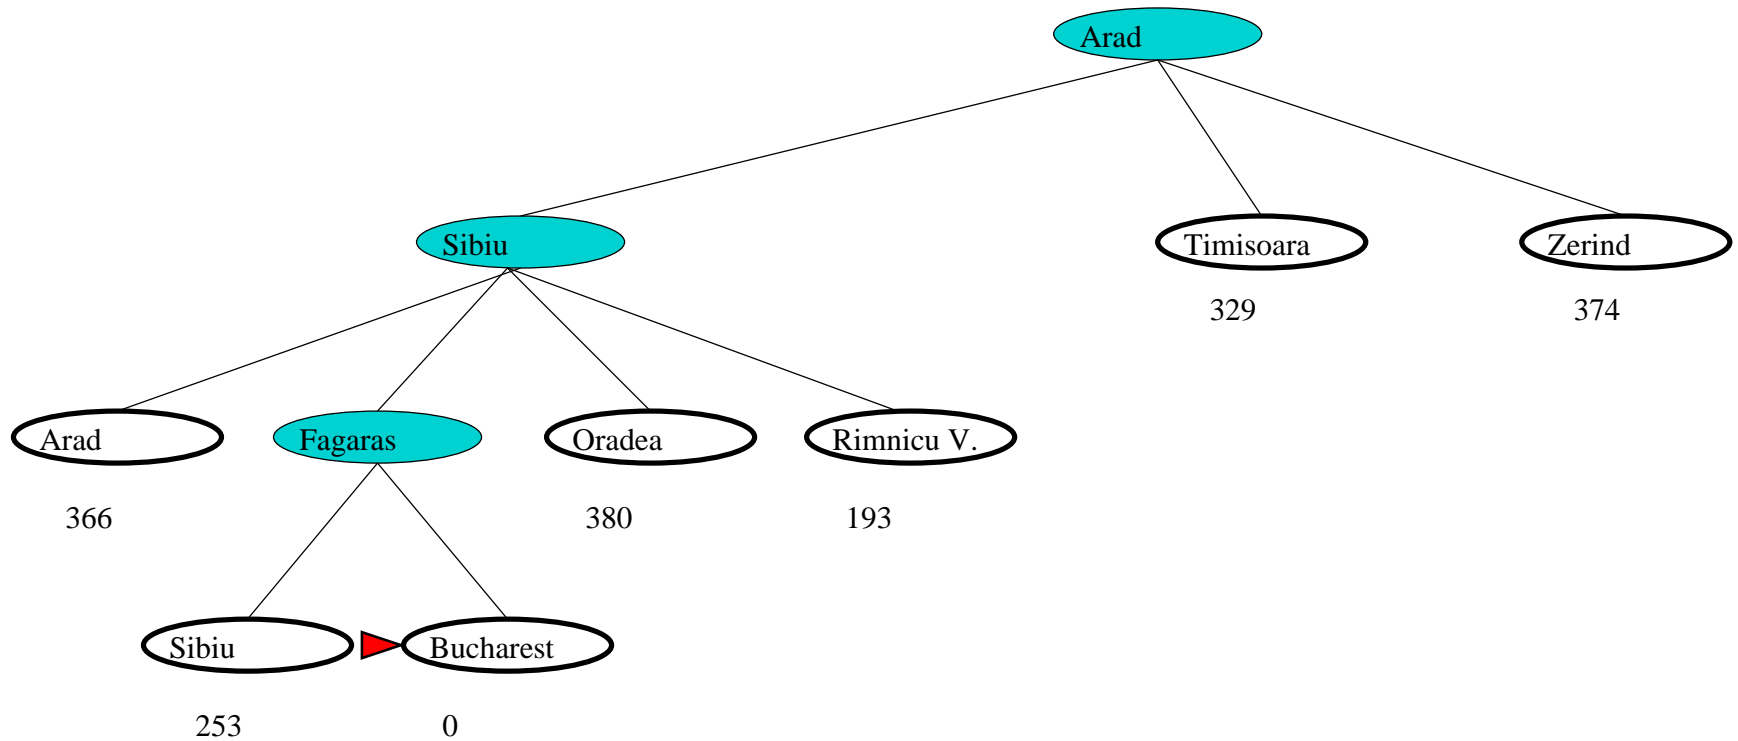 Arad
Sibiu
Timisoara
Zerind
329
374
Arad
Fagaras
Oradea
Rimnicu V.
366
380
193
Sibiu
Bucharest
253
0